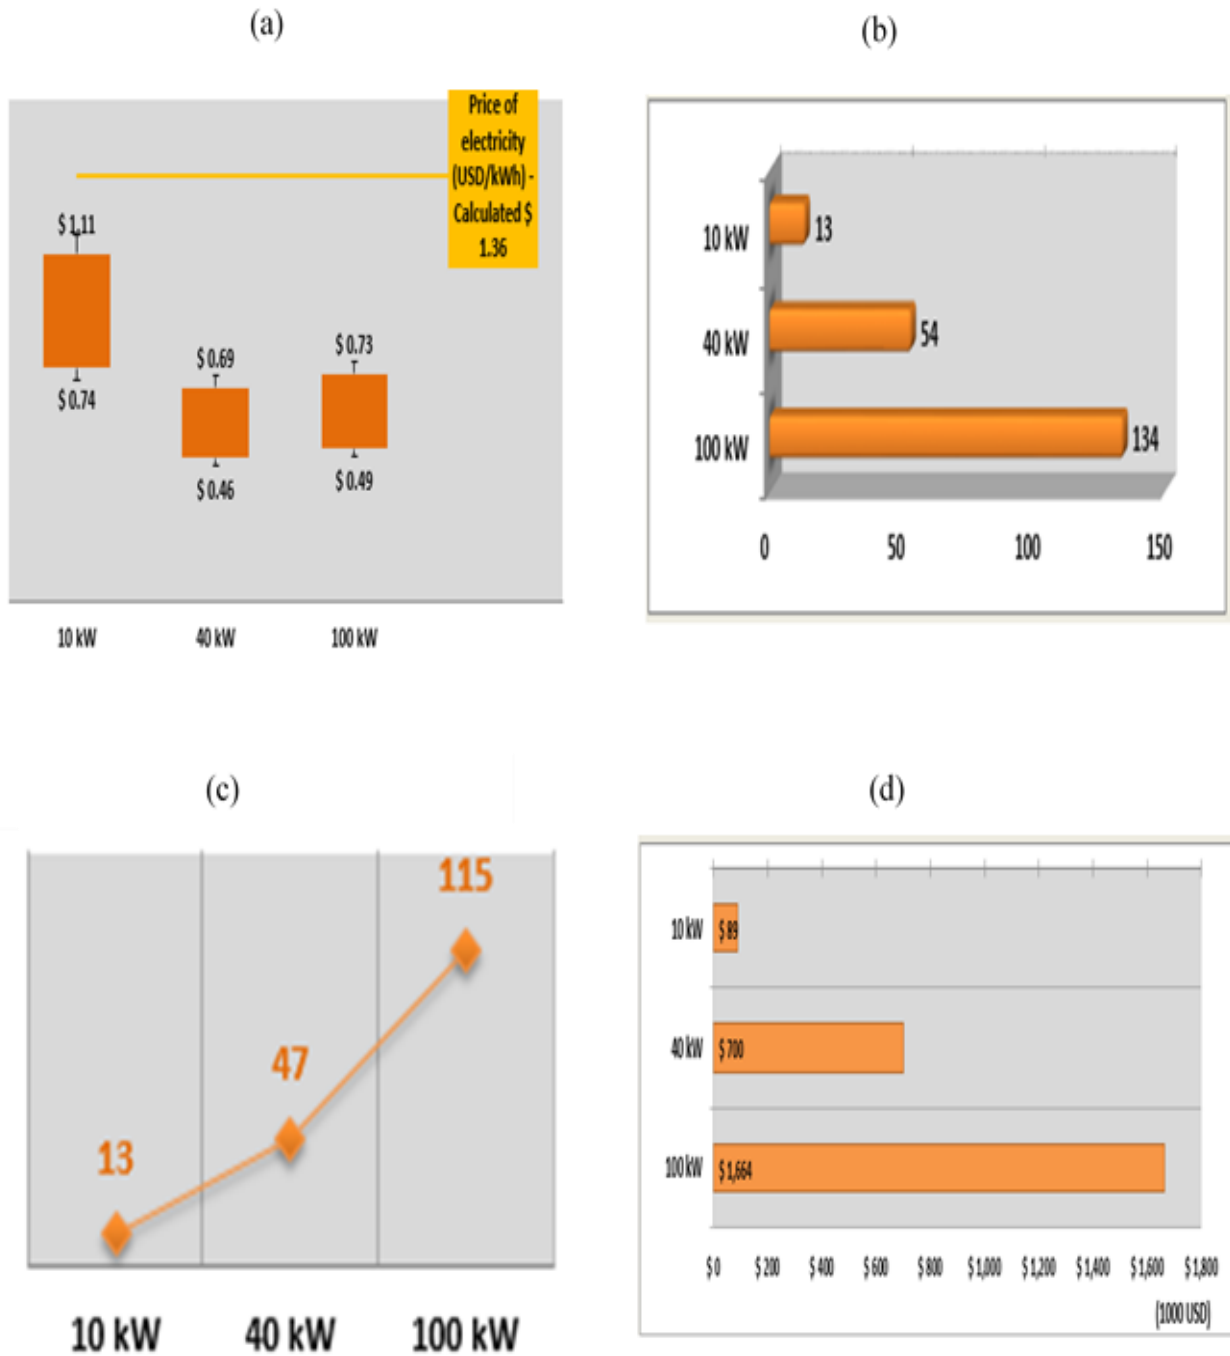 (a)
Price of
electricity
(USD/kWh) -
Calculated $
1.36
$ 1.11
$ 0.74
$ 0.69
$ 0.46
$ 0.73
$ 0.49
10 kW
40 kW
100 kW
(b)
10 kW
13
40 kW
54
100 kW
134
0
50
100
150
(c)
13
47
115
10 kW
40 kW
100 kW
(d)
10 kW
$ 89
40 kW
$ 700
100 kW
$ 1,664
$ 0
$ 200
$ 400
$ 600
$ 800
$ 1,000
$ 1,200
$ 1,400
$ 1,600
$ 1,800
(1000 USD)